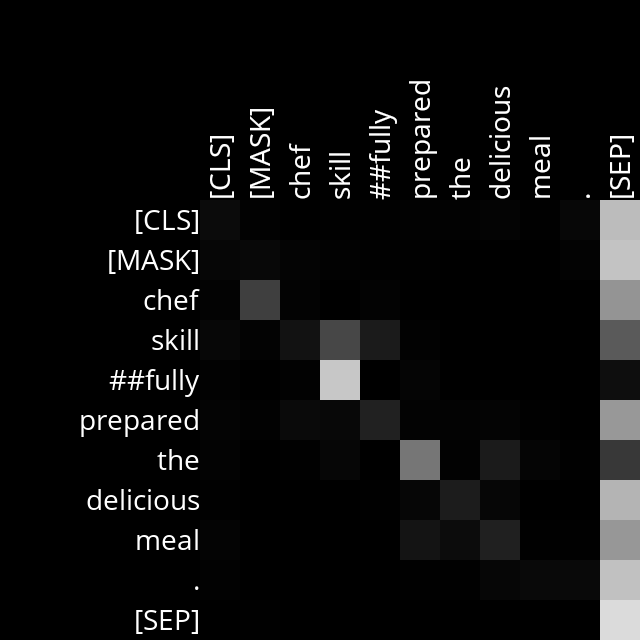 [CLS]
[MASK]
chef
skill
##fully
prepared
the
delicious
meal
.
[SEP]
[CLS]
[MASK]
chef
skill
##fully
prepared
the
delicious
meal
.
[SEP]